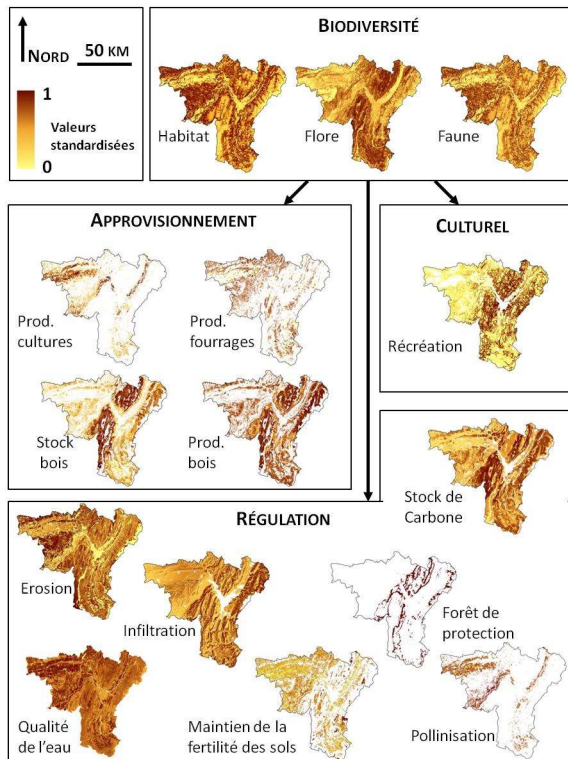 NORD
50 KM
1
Valeurs
standardisées
0
BIODIVERSITÉ
Habitat
Flore
Faune
APPROVISIONNEMENT
Prod.
cultures
Prod.
fourrages
Stock
bois
Prod.
bois
CULTUREL
Récréation
Stock de
Carbone
RÉGULATION
Erosion
Infiltration
Forêt de
protection
Qualité
de l'eau
Maintien de la
fertilité des sols
Pollinisation